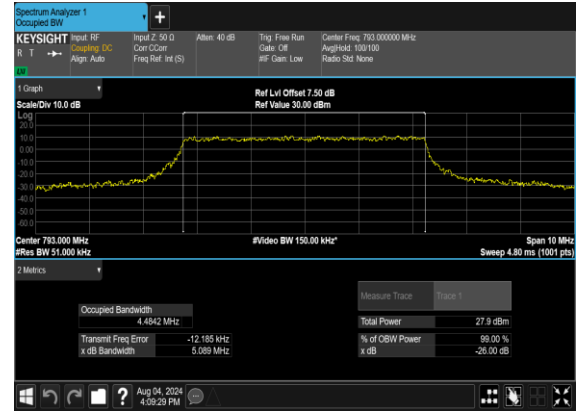 Spectrum Analyzer 1
Occupied BW
KEYSIGHT Input: RF Input Z: 50 Ω Atten: 40 dB Trig: Free Run Center Freq: 793.000000 MHz
R T Coupling: DC Corr CCorr Gate: Off Avg|Hold: 100/100
Align: Auto Freq Ref: Int (S) #IF Gain: Low Radio Std: None
LV
1 Graph
Ref Lvl Offset 7.50 dB
Scale/Div 10.0 dB Ref Value 30.00 dBm
Log
20.0
10.0
0.00
-10.0
-20.0
-30.0
-40.0
-50.0
-60.0
Center 793.000 MHz #Video BW 150.00 kHz* Span 10 MHz
#Res BW 51.000 kHz Sweep 4.80 ms (1001 pts)
2 Metrics
Measure Trace Trace 1
Occupied Bandwidth
4.4842 MHz Total Power 27.9 dBm
Transmit Freq Error -12.185 kHz % of OBW Power 99.00 %
x dB Bandwidth 5.089 MHz x dB -26.00 dB
Aug 04, 2024
4:09:29 PM